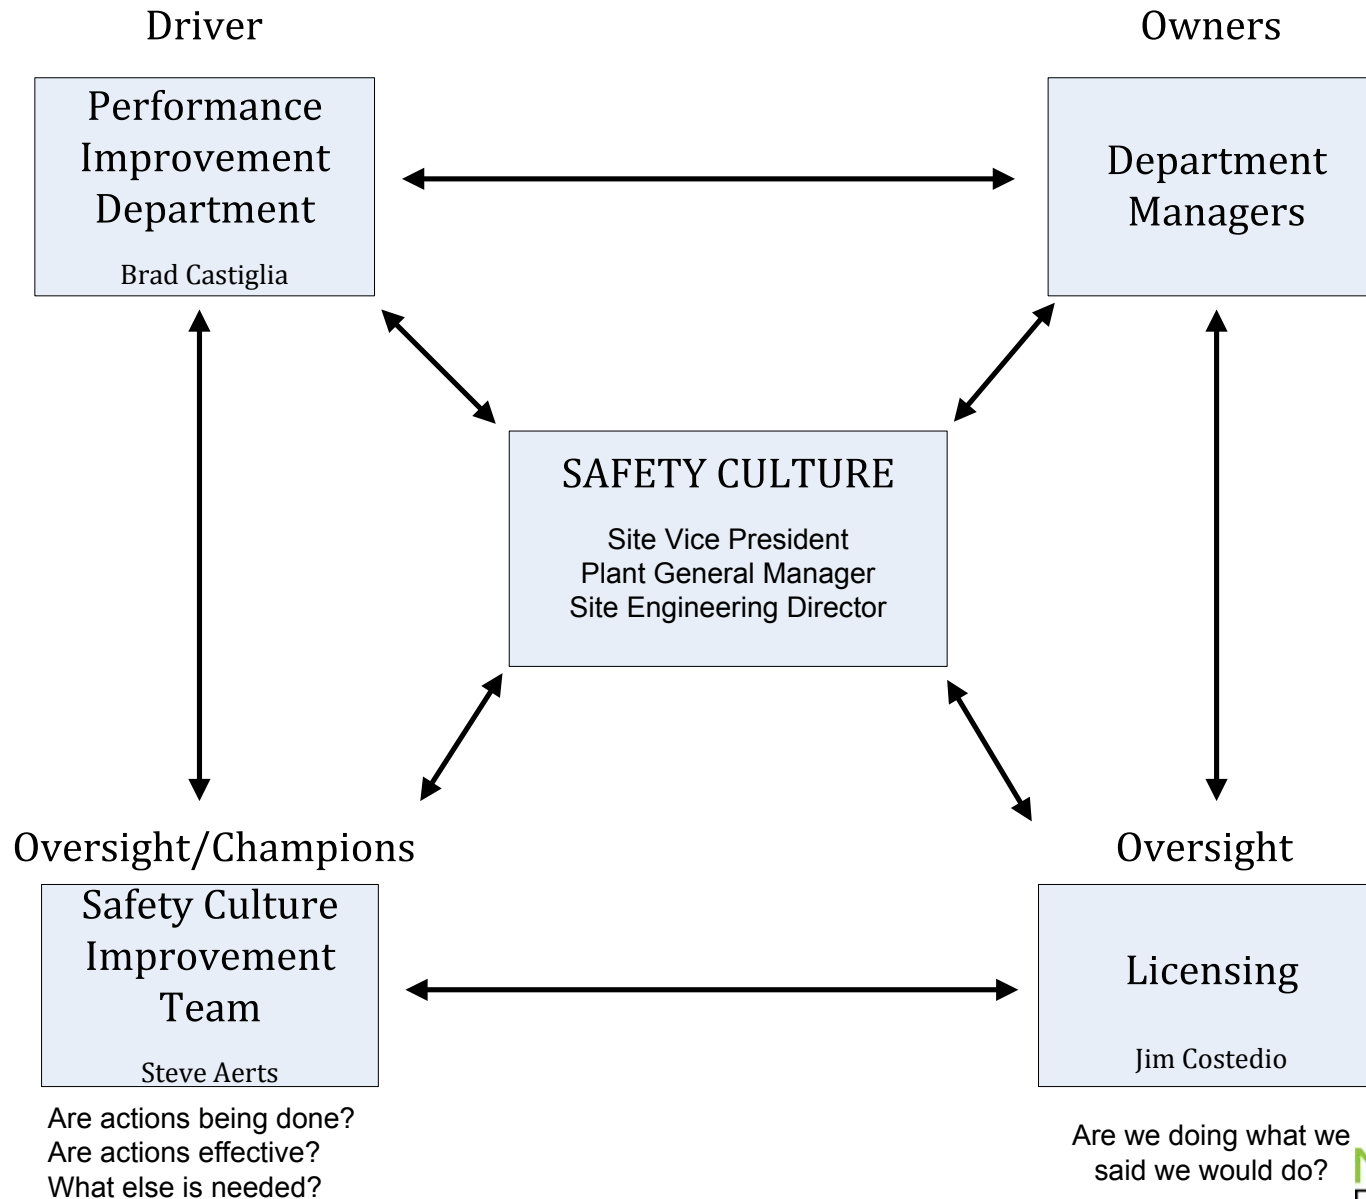 Driver
Owners
Performance
Improvement
Department
Brad Castiglia
Department
Managers
SAFETY CULTURE
Site Vice President
Plant General Manager
Site Engineering Director
Oversight/Champions
Oversight
Safety Culture
Improvement
Team
Steve Aerts
Licensing
Jim Costedio
Are actions being done?
Are actions effective?
What else is needed?
Are we doing what we
said we would do?